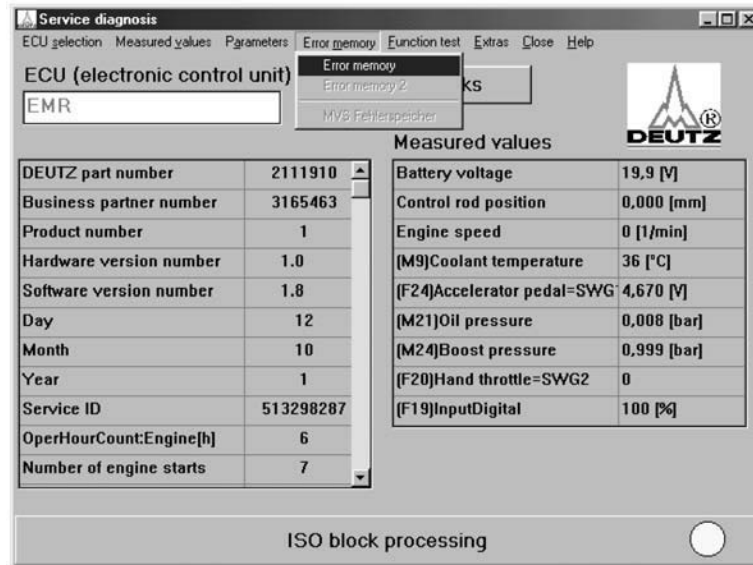 Service diagnosis
ECU selection Measured values Parameters Error memory Function test Extras Close Help
Error memory
Error memory 2
MVS Fehlerspeicher
ECU (electronic control unit)
ks
EMR
DEUTZ ®
Measured values
DEUTZ part number 2111910
Business partner number 3165463
Product number 1
Hardware version number 1.0
Software version number 1.8
Day 12
Month 10
Year 1
Service ID 513298287
OperHourCount:Engine[h] 6
Number of engine starts 7
Battery voltage 19,9 [V]
Control rod position 0,000 [mm]
Engine speed 0 [1/min]
(M9)Coolant temperature 36 [°C]
(F24)Accelerator pedal=SWG 4,670 [V]
(M21)Oil pressure 0,008 [bar]
(M24)Boost pressure 0,999 [bar]
(F20)Hand throttle=SWG2 0
(F19)InputDigital 100 [%]
ISO block processing